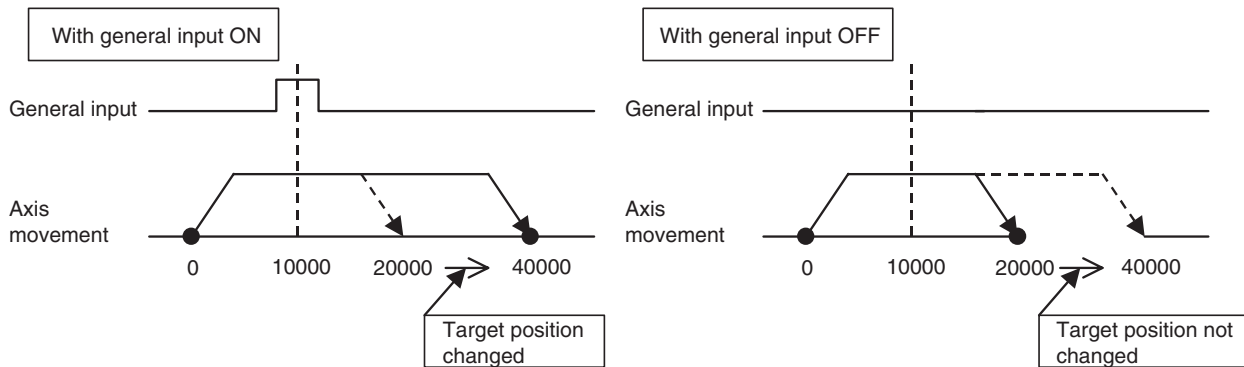 With general input ON
General input
Axis
movement
0 10000 20000 40000
Target position
changed
With general input OFF
General input
Axis
movement
0 10000 20000 40000
Target position not
changed